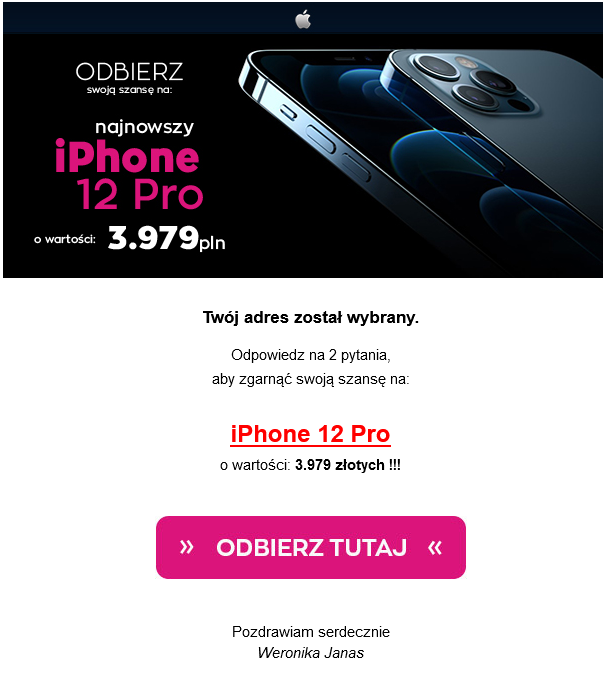 ODBIERZ
swoją szansę na:
najnowszy
iPhone
12 Pro
o wartości: 3.979pln
Twój adres został wybrany.
Odpowiedz na 2 pytania,
aby zgarnąć swoją szansę na:
iPhone 12 Pro
o wartości: 3.979 złotych !!!
» ODBIERZ TUTAJ «
Pozdrawiam serdecznie
Weronika Janas